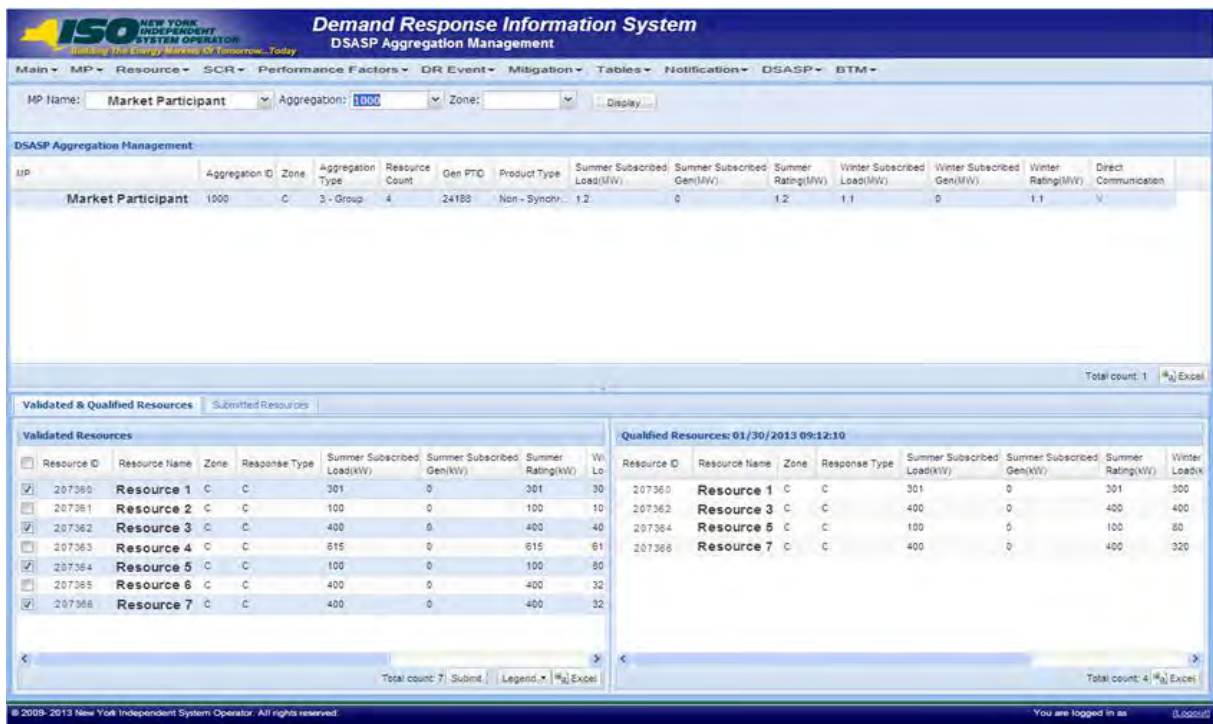 NEW YORK INDEPENDENT SYSTEM OPERATOR
ISO
Building The Energy Markets Of Tomorrow...Today
Demand Response Information System
DSASP Aggregation Management
Main MP Resource SCR Performance Factors DR Event Mitigation Tables Notification DSASP BTM
MP Name: Market Participant Aggregation: 1000 Zone: Display
DSASP Aggregation Management
MP Aggregation ID Zone Aggregation Type Resource Count Gen PTID Product Type Summer Subscribed Load(MW) Summer Subscribed Gen(MW) Summer Rating(MW) Winter Subscribed Load(MW) Winter Subscribed Gen(MW) Winter Rating(MW) Direct Communication
Market Participant 1000 C 3 - Group 4 24188 Non - Synchr... 1.2 0 1.2 1.1 0 1.1 Y
Total count: 1 Excel
Validated & Qualified Resources Submitted Resources
Validated Resources
Resource ID Resource Name Zone Response Type Summer Subscribed Load(kW) Summer Subscribed Gen(kW) Summer Rating(kW) Wi Lo
207360 Resource 1 C C 301 0 301 30
207361 Resource 2 C C 100 0 100 10
207362 Resource 3 C C 400 0 400 40
207363 Resource 4 C C 615 0 615 61
207364 Resource 5 C C 100 0 100 80
207365 Resource 6 C C 400 0 400 32
207366 Resource 7 C C 400 0 400 32
Total count: 7 Submit Legend Excel
Qualified Resources: 01/30/2013 09:12:10
Resource ID Resource Name Zone Response Type Summer Subscribed Load(kW) Summer Subscribed Gen(kW) Summer Rating(kW) Winter Load(k
207360 Resource 1 C C 301 0 301 300
207362 Resource 3 C C 400 0 400 400
207364 Resource 5 C C 100 0 100 80
207366 Resource 7 C C 400 0 400 320
Total count: 4 Excel
© 2009- 2013 New York Independent System Operator. All rights reserved.
You are logged in as (Logout)